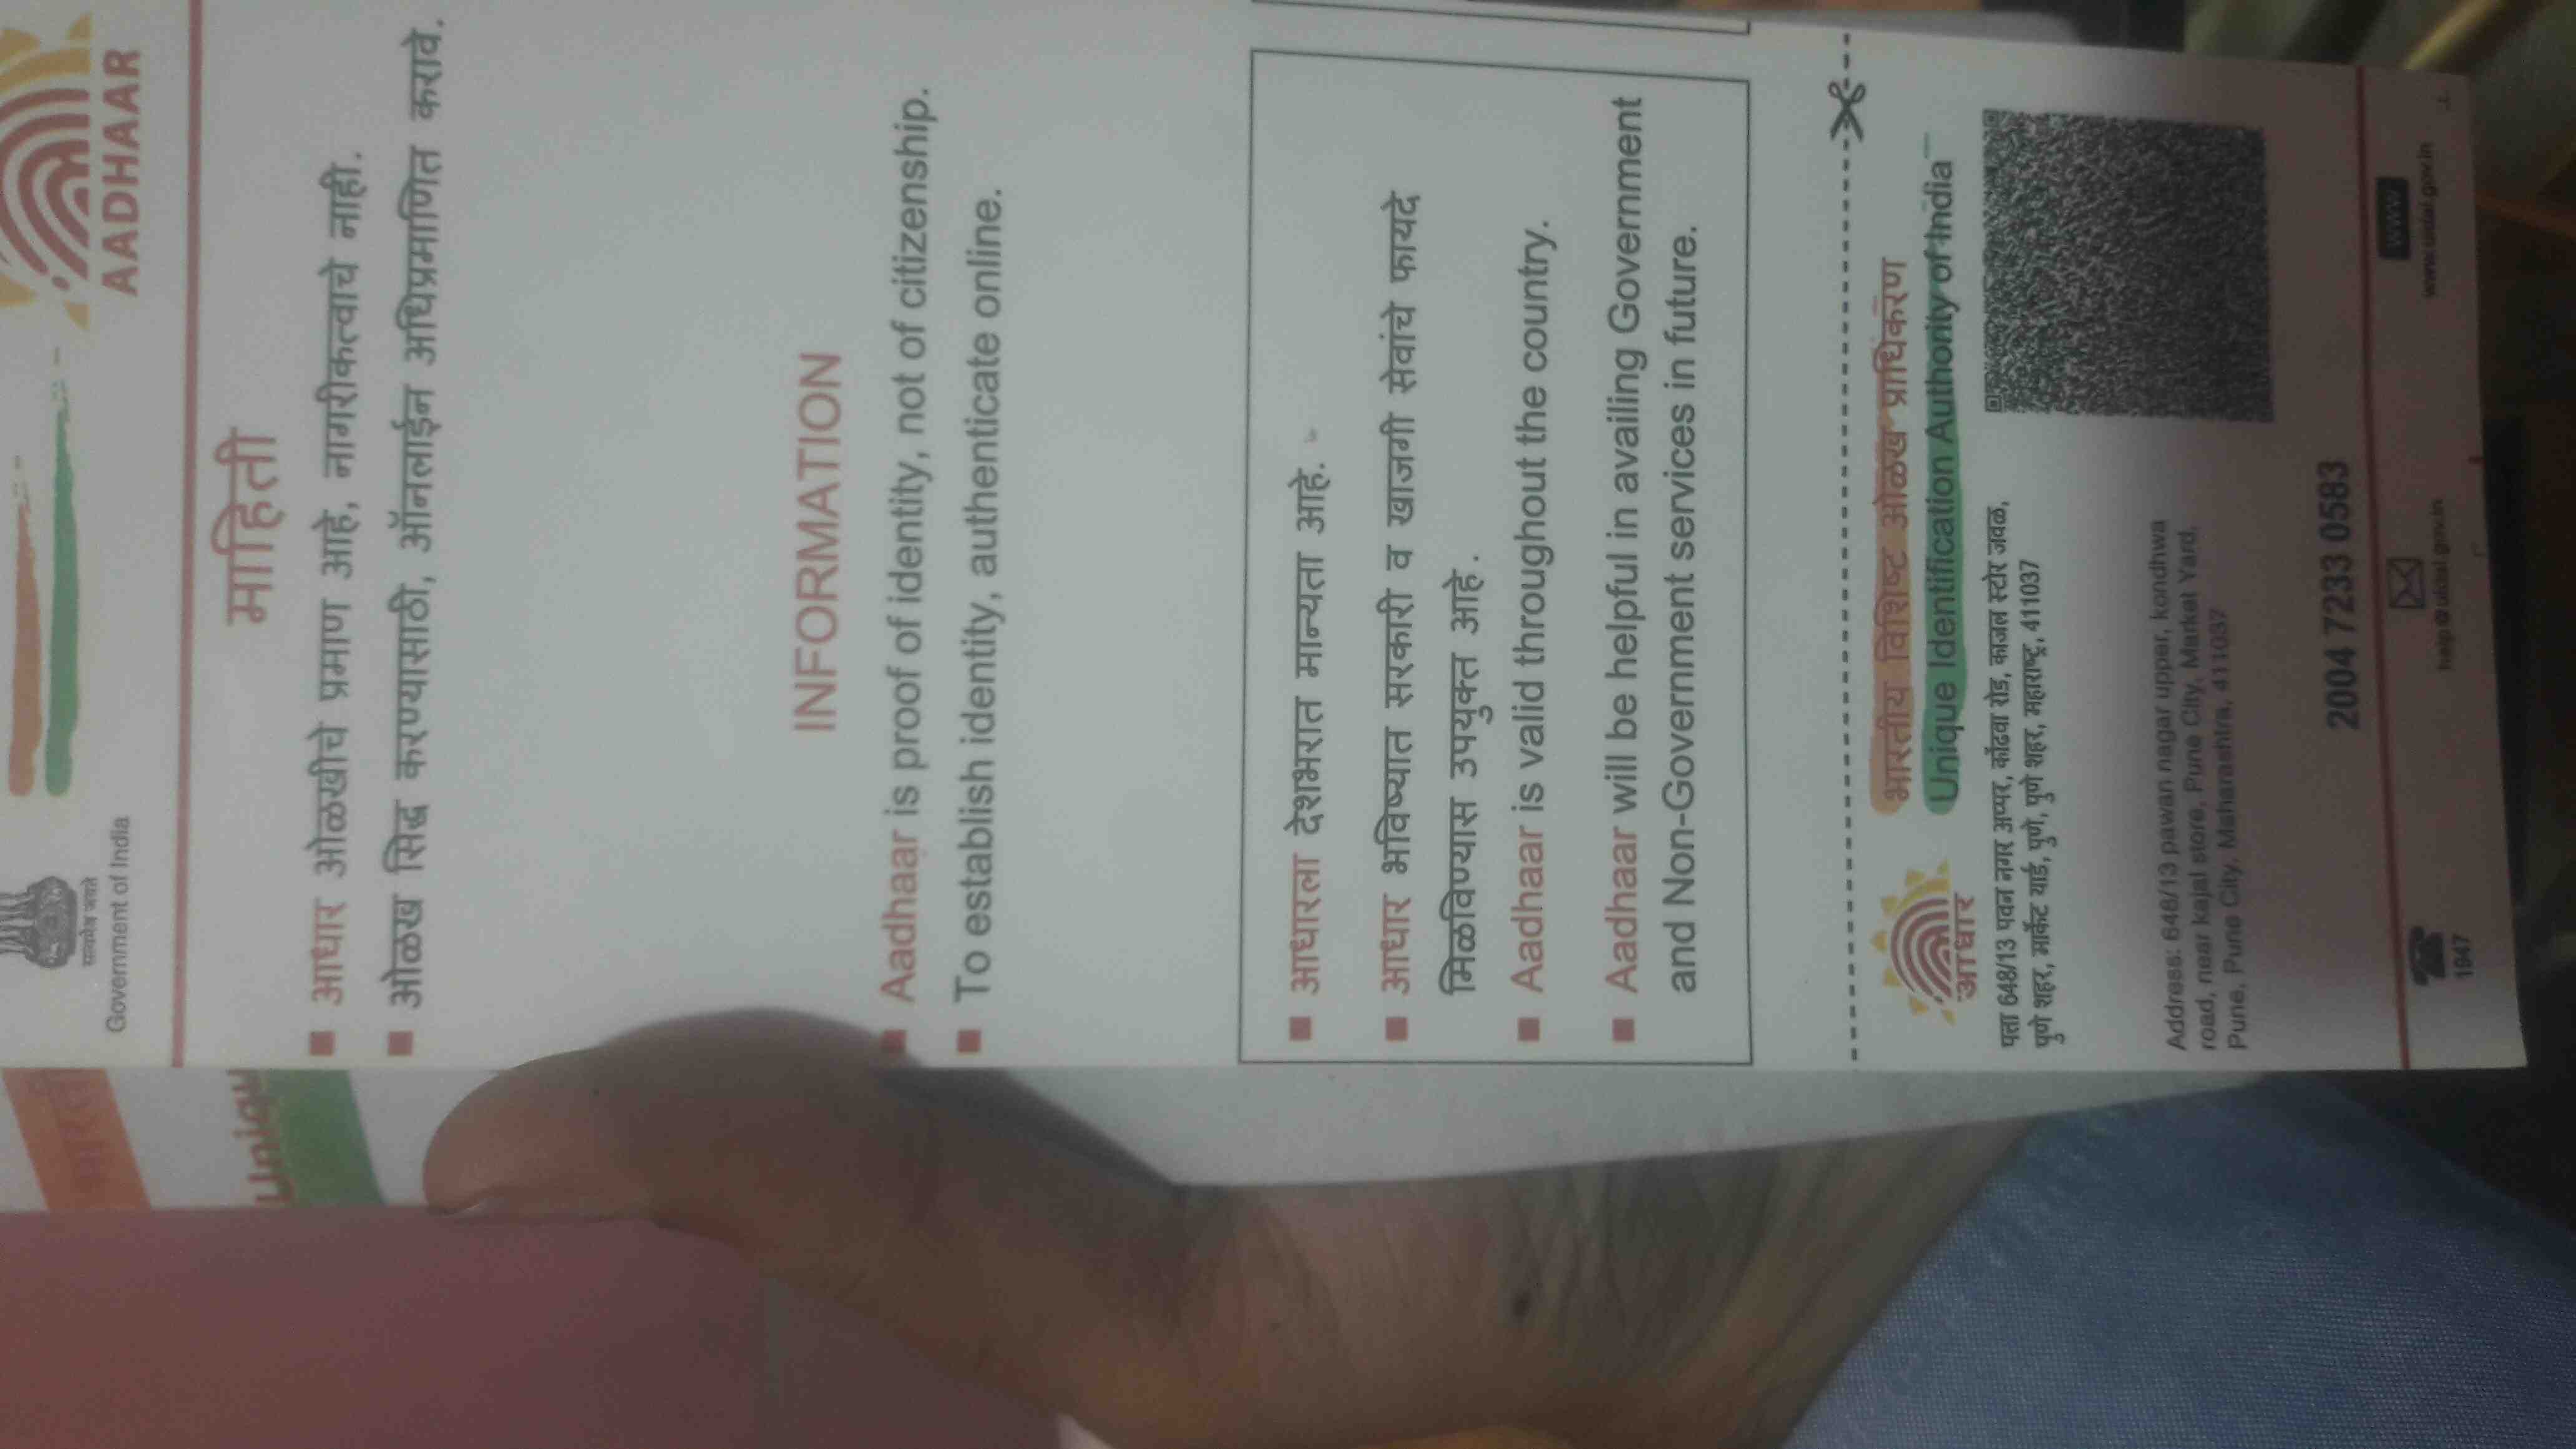 सत्यमेव जयते
Government of India
AADHAAR
माहिती
आधार ओळखीचे प्रमाण आहे, नागरीकत्वाचे नाही.
ओळख सिद्ध करण्यासाठी, ऑनलाईन अधिप्रमाणित करावे.
INFORMATION
Aadhaar is proof of identity, not of citizenship.
To establish identity, authenticate online.
आधारला देशभरात मान्यता आहे.
आधार भविष्यात सरकारी व खाजगी सेवांचे फायदे
मिळविण्यास उपयुक्त आहे.
Aadhaar is valid throughout the country.
Aadhaar will be helpful in availing Government
and Non-Government services in future.
आधार
भारतीय विशिष्ट ओळख प्राधिकरण
Unique Identification Authority of India
पत्ता 648/13 पवन नगर अप्पर, कोंढवा रोड, काजल स्टोर जवळ,
पुणे शहर, मार्केट यार्ड, पुणे, पुणे शहर, महाराष्ट्र, 411037
Address: 648/13 pawan nagar upper, kondhwa
road, near kajal store, Pune City, Market Yard,
Pune, Pune City, Maharashtra, 411037
2004 7233 0583
1947
help@uidai.gov.in
www
www.uidai.gov.in